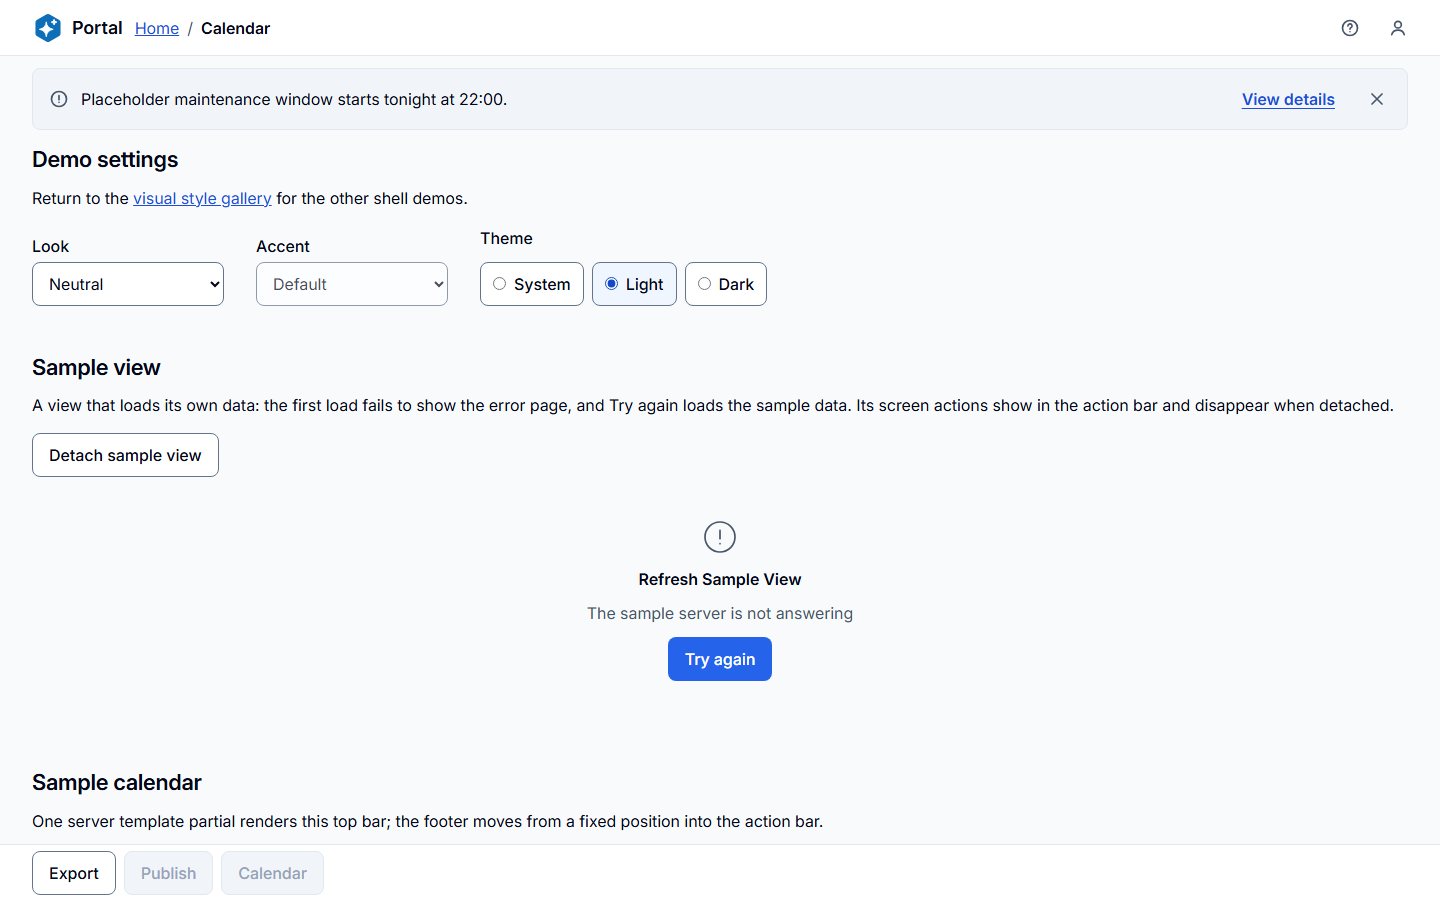 Portal Home / Calendar
Placeholder maintenance window starts tonight at 22:00. View details
Demo settings
Return to the visual style gallery for the other shell demos.
Look Accent Theme
Neutral Default System Light Dark
Sample view
A view that loads its own data: the first load fails to show the error page, and Try again loads the sample data. Its screen actions show in the action bar and disappear when detached.
Detach sample view
Refresh Sample View
The sample server is not answering
Try again
Sample calendar
One server template partial renders this top bar; the footer moves from a fixed position into the action bar.
Export Publish Calendar